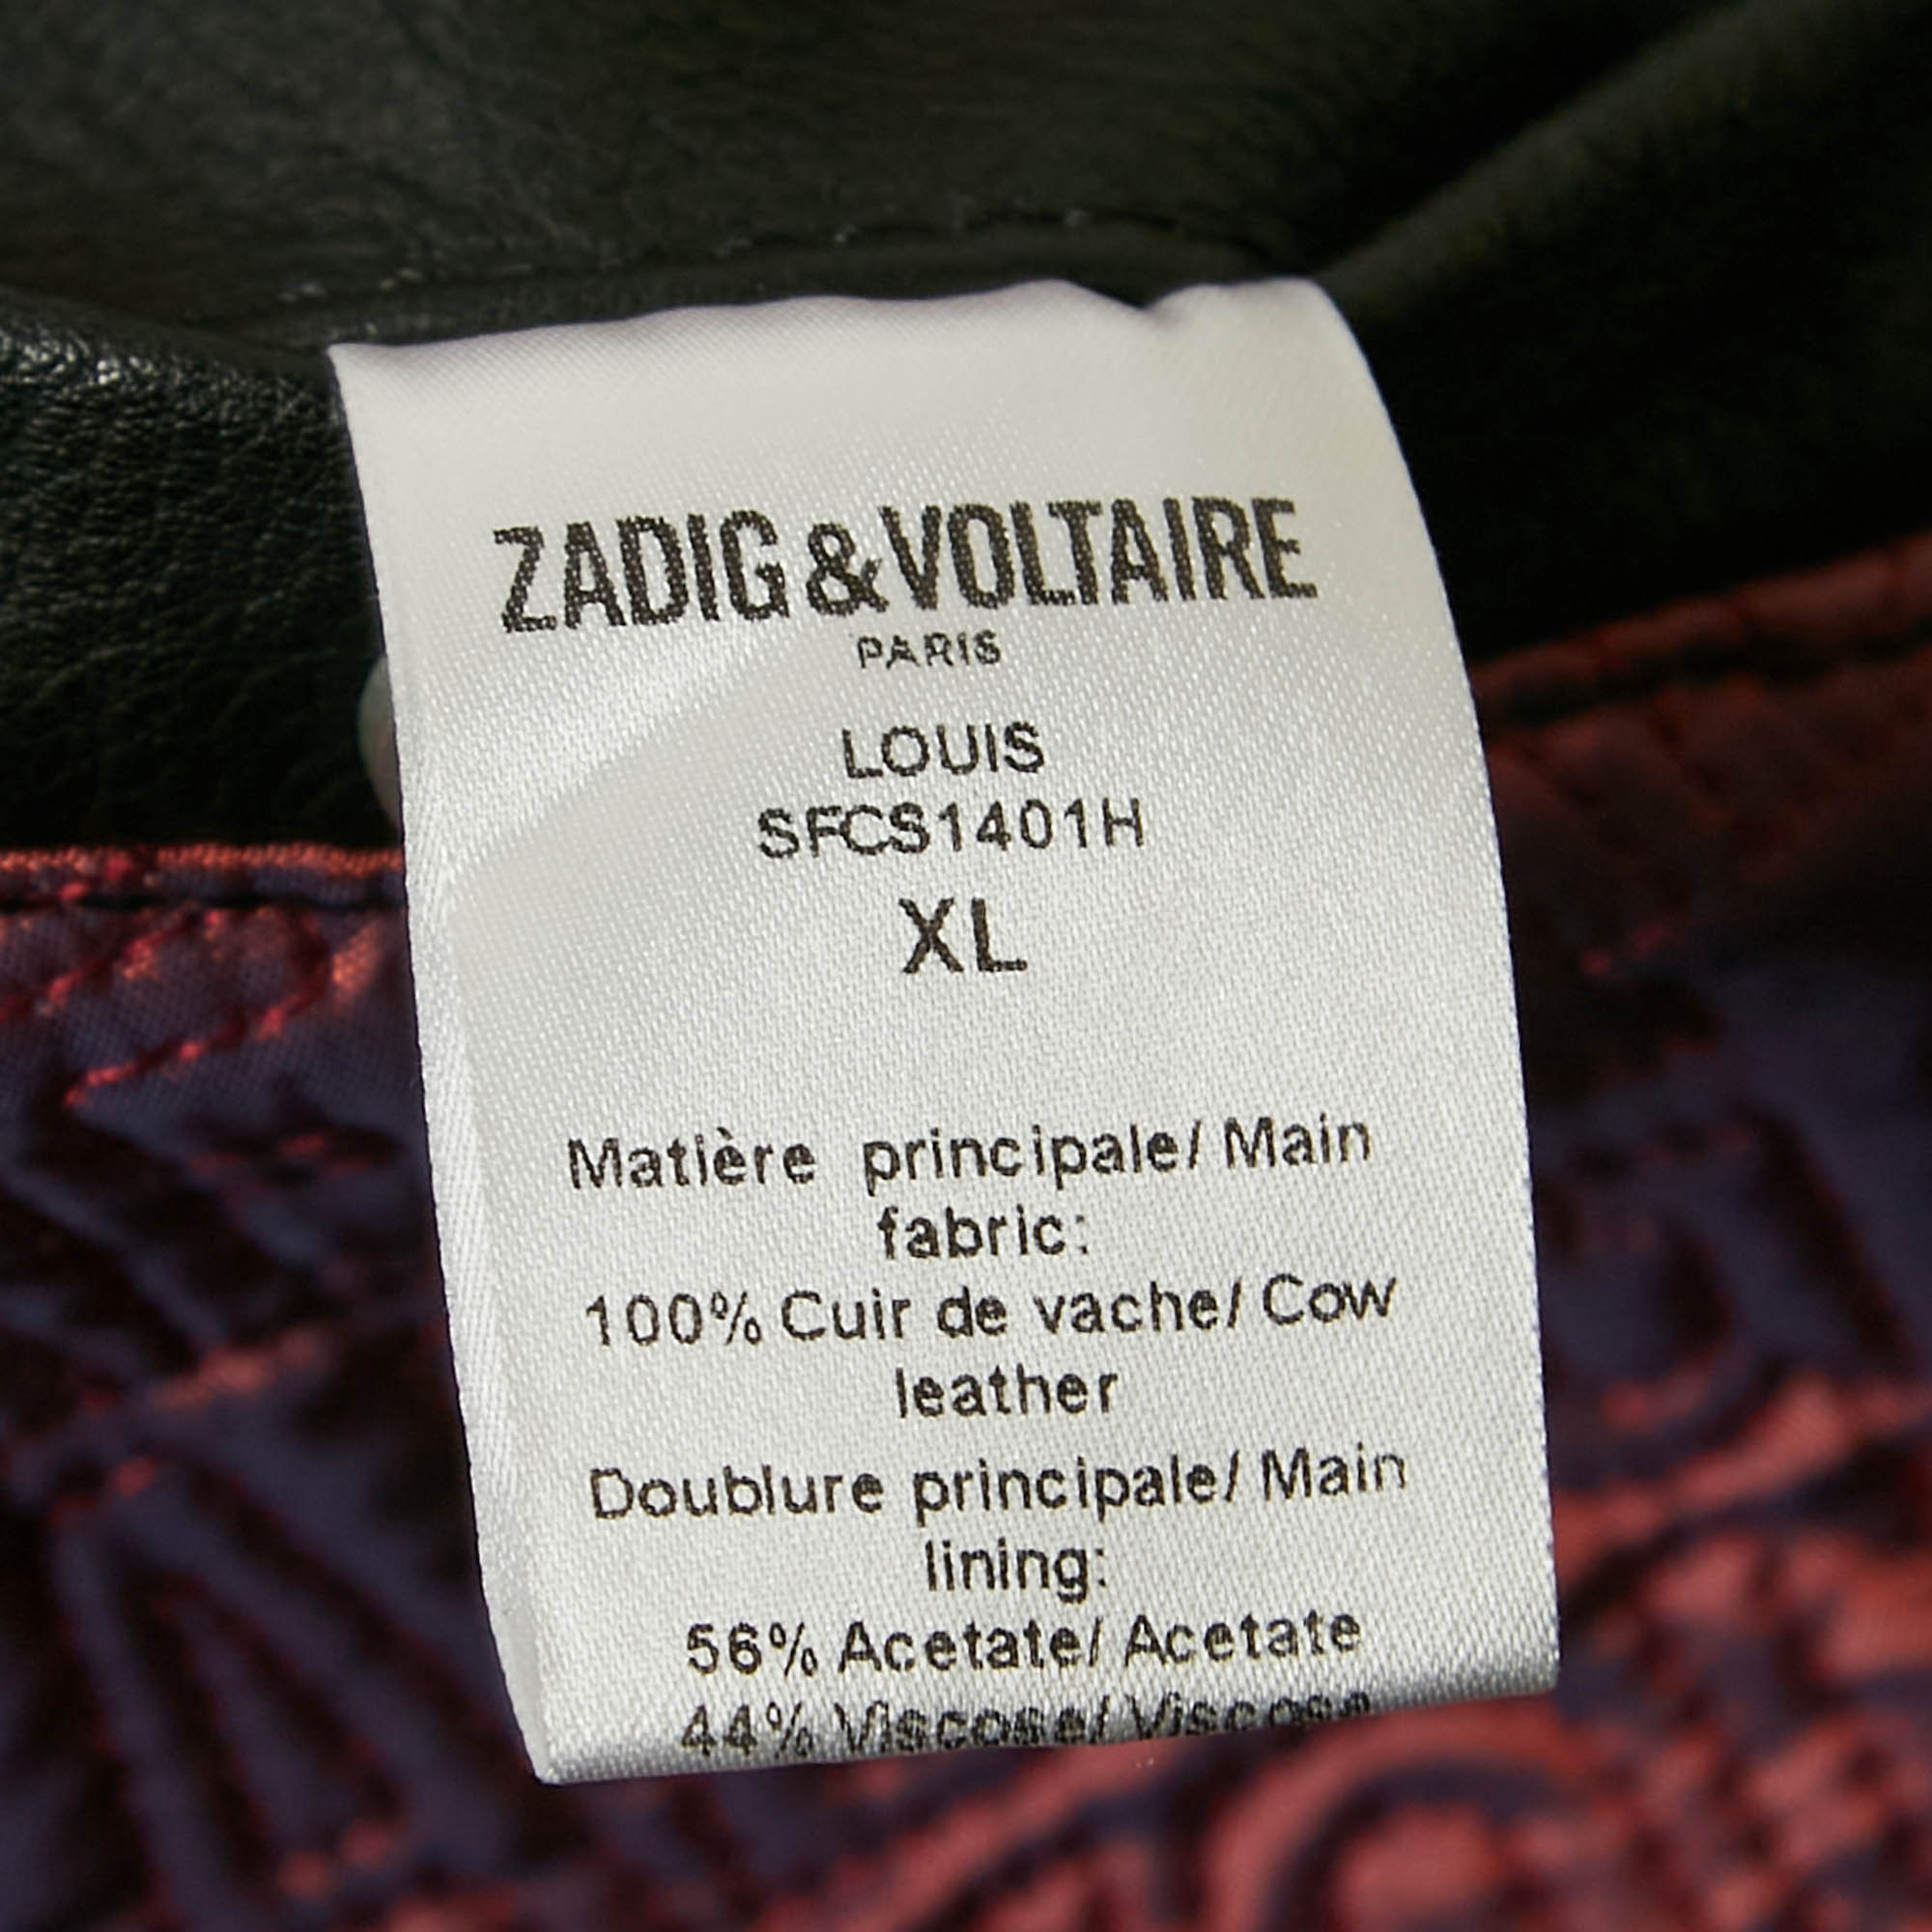 ZADIG&VOLTAIRE
PARIS
LOUIS
SFCS1401H
XL
Matière principale/ Main
fabric:
100% Cuir de vache/ Cow
leather
Doublure principale/ Main
lining:
56% Acetate/ Acetate
44% Viscose/ Viscose